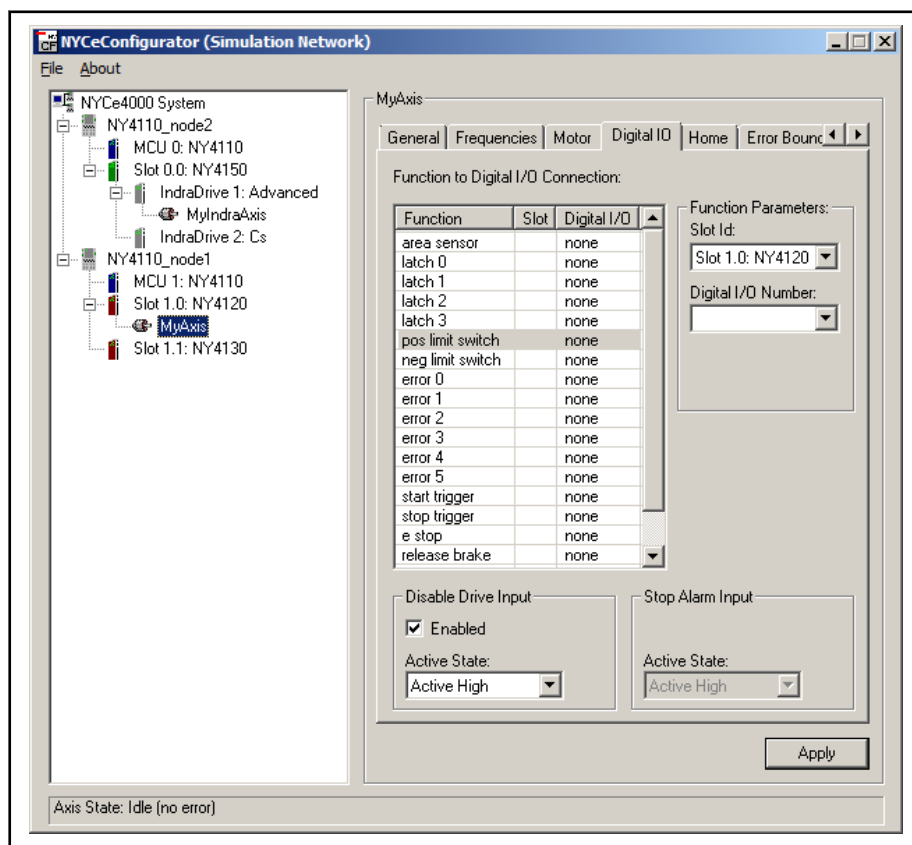 NYCeConfigurator (Simulation Network)
File About
NYCe4000 System
NY4110_node2
MCU 0: NY4110
Slot 0.0: NY4150
IndraDrive 1: Advanced
MyIndraAxis
IndraDrive 2: Cs
NY4110_node1
MCU 1: NY4110
Slot 1.0: NY4120
MyAxis
Slot 1.1: NY4130
MyAxis
General Frequencies Motor Digital IO Home Error Bound
Function to Digital I/O Connection:
Function Slot Digital I/O
area sensor none
latch 0 none
latch 1 none
latch 2 none
latch 3 none
pos limit switch none
neg limit switch none
error 0 none
error 1 none
error 2 none
error 3 none
error 4 none
error 5 none
start trigger none
stop trigger none
e stop none
release brake none
Function Parameters:
Slot Id:
Slot 1.0: NY4120
Digital I/O Number:
Disable Drive Input
Enabled
Active State:
Active High
Stop Alarm Input
Active State:
Active High
Apply
Axis State: Idle (no error)